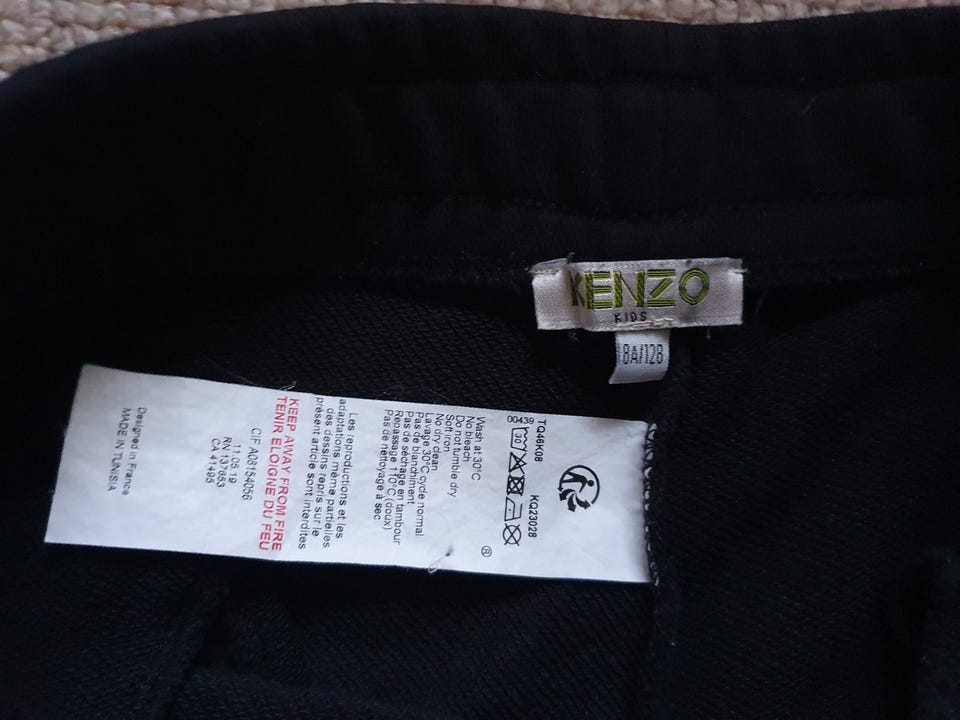 KENZO
KIDS
8A/128
TQ46K08 KQ23028
00439
30
Wash at 30°C
No bleach
Do not tumble dry
Soft iron
No dry clean
Lavage 30°C cycle normal
Pas de blanchiment
Pas de séchage en tambour
Repassage 110°C (doux)
Pas de nettoyage à sec
®
Les reproductions et les
adaptations même partielles
des dessins repris sur le
présent article sont interdites
KEEP AWAY FROM FIRE
TENIR ELOIGNE DU FEU
CIF A08154056
11.05.19
RN 137653
CA 41495
Designed in France
MADE IN TUNISIA